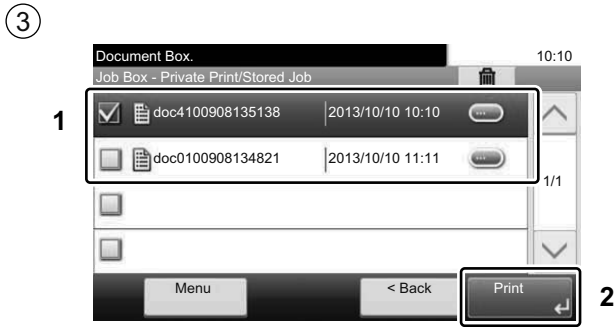 3
Document Box. 10:10
Job Box - Private Print/Stored Job
1
doc4100908135138 2013/10/10 10:10
doc0100908134821 2013/10/10 11:11
1/1
Menu < Back Print
2